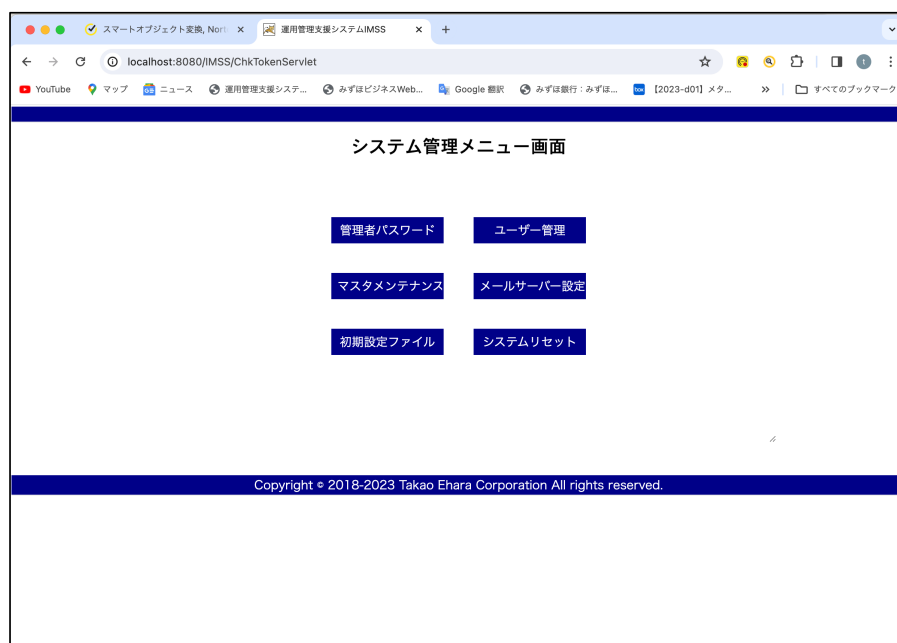 スマートオブジェクト変換, Nort
運用管理支援システムIMSS
localhost:8080/IMSS/ChkTokenServlet
t
YouTube マップ ニュース 運用管理支援システ... みずほビジネスWeb... Google 翻訳 みずほ銀行：みずほ... box 【2023-d01】メタ... » すべてのブックマーク
システム管理メニュー画面
管理者パスワード ユーザー管理
マスタメンテナンス メールサーバー設定
初期設定ファイル システムリセット
Copyright © 2018-2023 Takao Ehara Corporation All rights reserved.